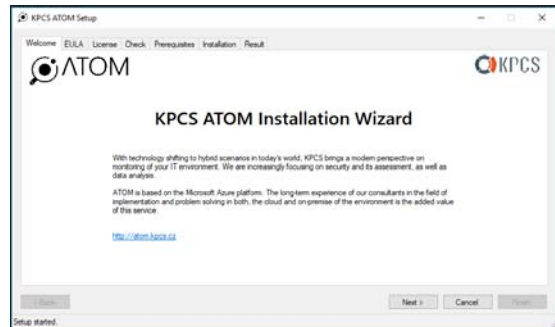 KPCS ATOM Setup
Welcome EULA License Check Prerequisites Installation Result
ATOM
KPCS
KPCS ATOM Installation Wizard
With technology shifting to hybrid scenarios in today's world, KPCS brings a modern perspective on
monitoring of your IT environment. We are increasingly focusing on security and its assessment, as well as
data analysis.
ATOM is based on the Microsoft Azure platform. The long-term experience of our consultants in the field of
implementation and problem solving in both, the cloud and on-premise of the environment is the added value
of this service.
http://atom.kpcs.cz
< Back Next > Cancel Finish
Setup started.